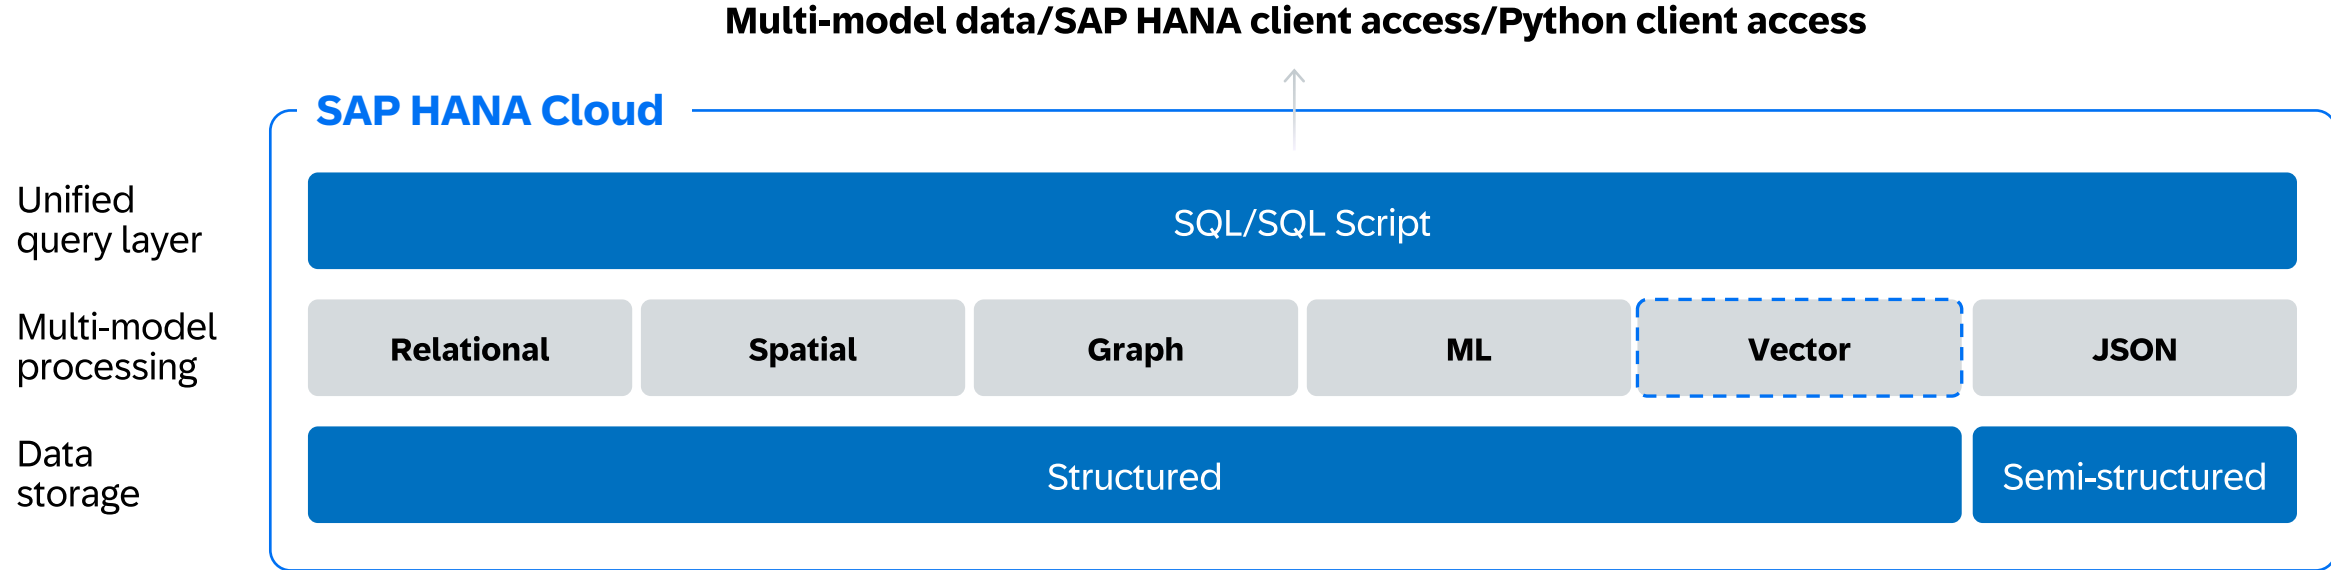 Multi-model data/SAP HANA client access/Python client access
SAP HANA Cloud
Unified
query layer
SQL/SQL Script
Multi-model
processing
Relational
Spatial
Graph
ML
Vector
JSON
Data
storage
Structured
Semi-structured